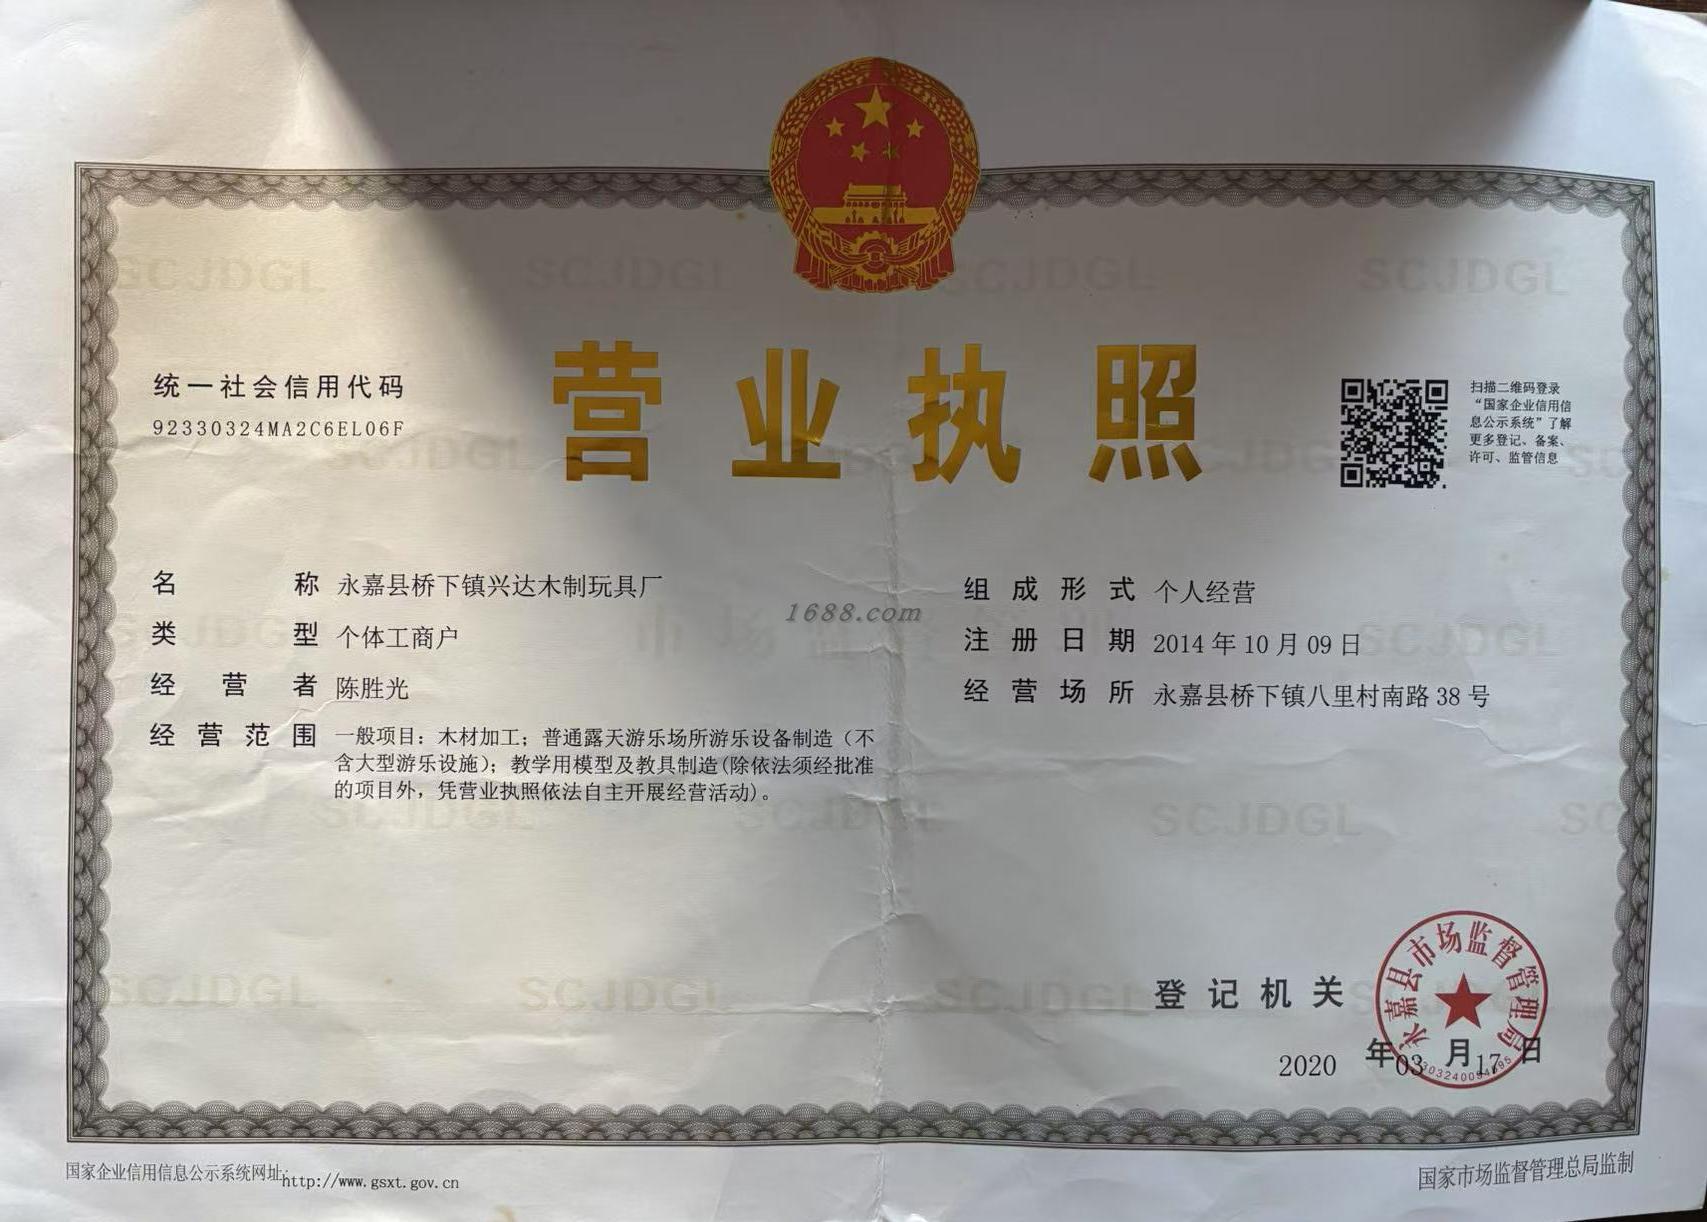 统一社会信用代码
92330324MA2C6EL06F
营业执照
扫描二维码登录
“国家企业信用信
息公示系统”了解
更多登记、备案、
许可、监管信息
名称 永嘉县桥下镇兴达木制玩具厂
类型 个体工商户
经营者 陈胜光
经营范围 一般项目：木材加工；普通露天游乐场所游乐设备制造（不
含大型游乐设施）；教学用模型及教具制造(除依法须经批准
的项目外，凭营业执照依法自主开展经营活动)。
组成形式 个人经营
注册日期 2014 年 10 月 09 日
经营场所 永嘉县桥下镇八里村南路 38 号
1688.com
SCJDGL
登记机关
永嘉县市场监督管理局
2020 年 03 月 17 日
国家企业信用信息公示系统网址:http://www.gsxt.gov.cn
国家市场监督管理总局监制